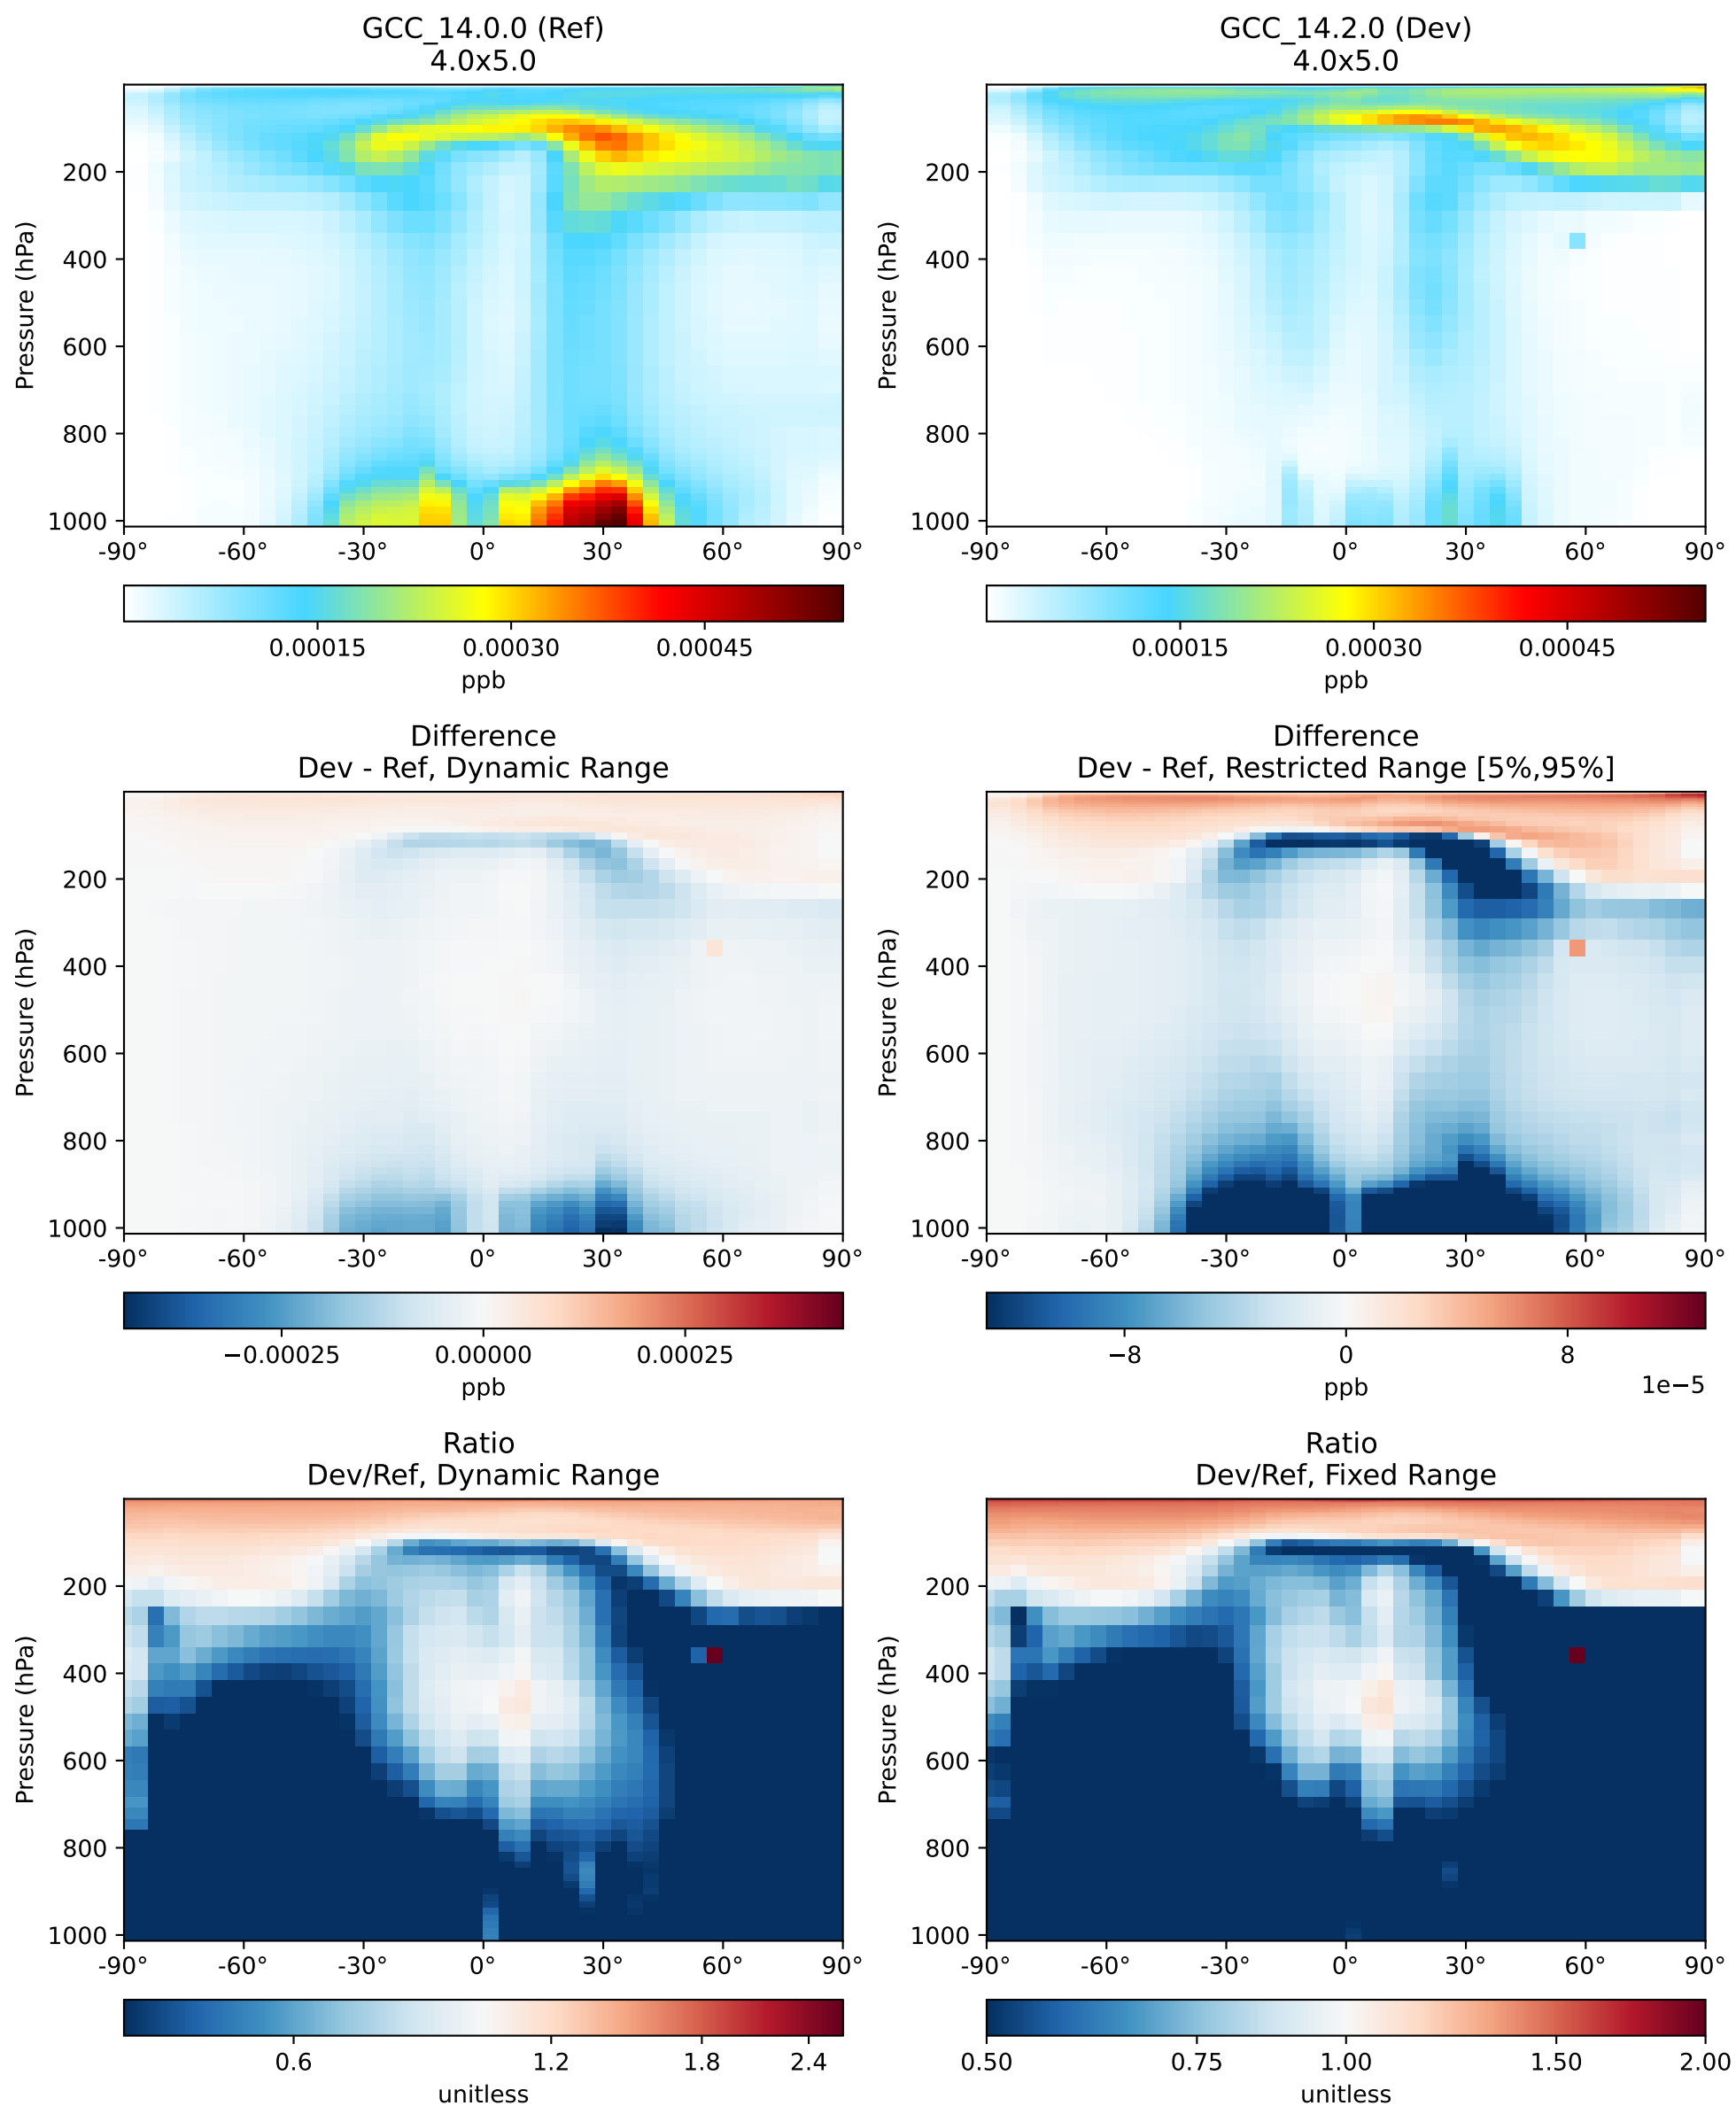 GCC_14.0.0 (Ref)
4.0x5.0
Pressure (hPa)
200
400
600
800
1000
-90° -60° -30° 0° 30° 60° 90°
0.00015 0.00030 0.00045
ppb
GCC_14.2.0 (Dev)
4.0x5.0
Pressure (hPa)
200
400
600
800
1000
-90° -60° -30° 0° 30° 60° 90°
0.00015 0.00030 0.00045
ppb
Difference
Dev - Ref, Dynamic Range
Pressure (hPa)
200
400
600
800
1000
-90° -60° -30° 0° 30° 60° 90°
−0.00025 0.00000 0.00025
ppb
Difference
Dev - Ref, Restricted Range [5%,95%]
Pressure (hPa)
200
400
600
800
1000
-90° -60° -30° 0° 30° 60° 90°
−8 0 8
1e−5
ppb
Ratio
Dev/Ref, Dynamic Range
Pressure (hPa)
200
400
600
800
1000
-90° -60° -30° 0° 30° 60° 90°
0.6 1.2 1.8 2.4
unitless
Ratio
Dev/Ref, Fixed Range
Pressure (hPa)
200
400
600
800
1000
-90° -60° -30° 0° 30° 60° 90°
0.50 0.75 1.00 1.50 2.00
unitless